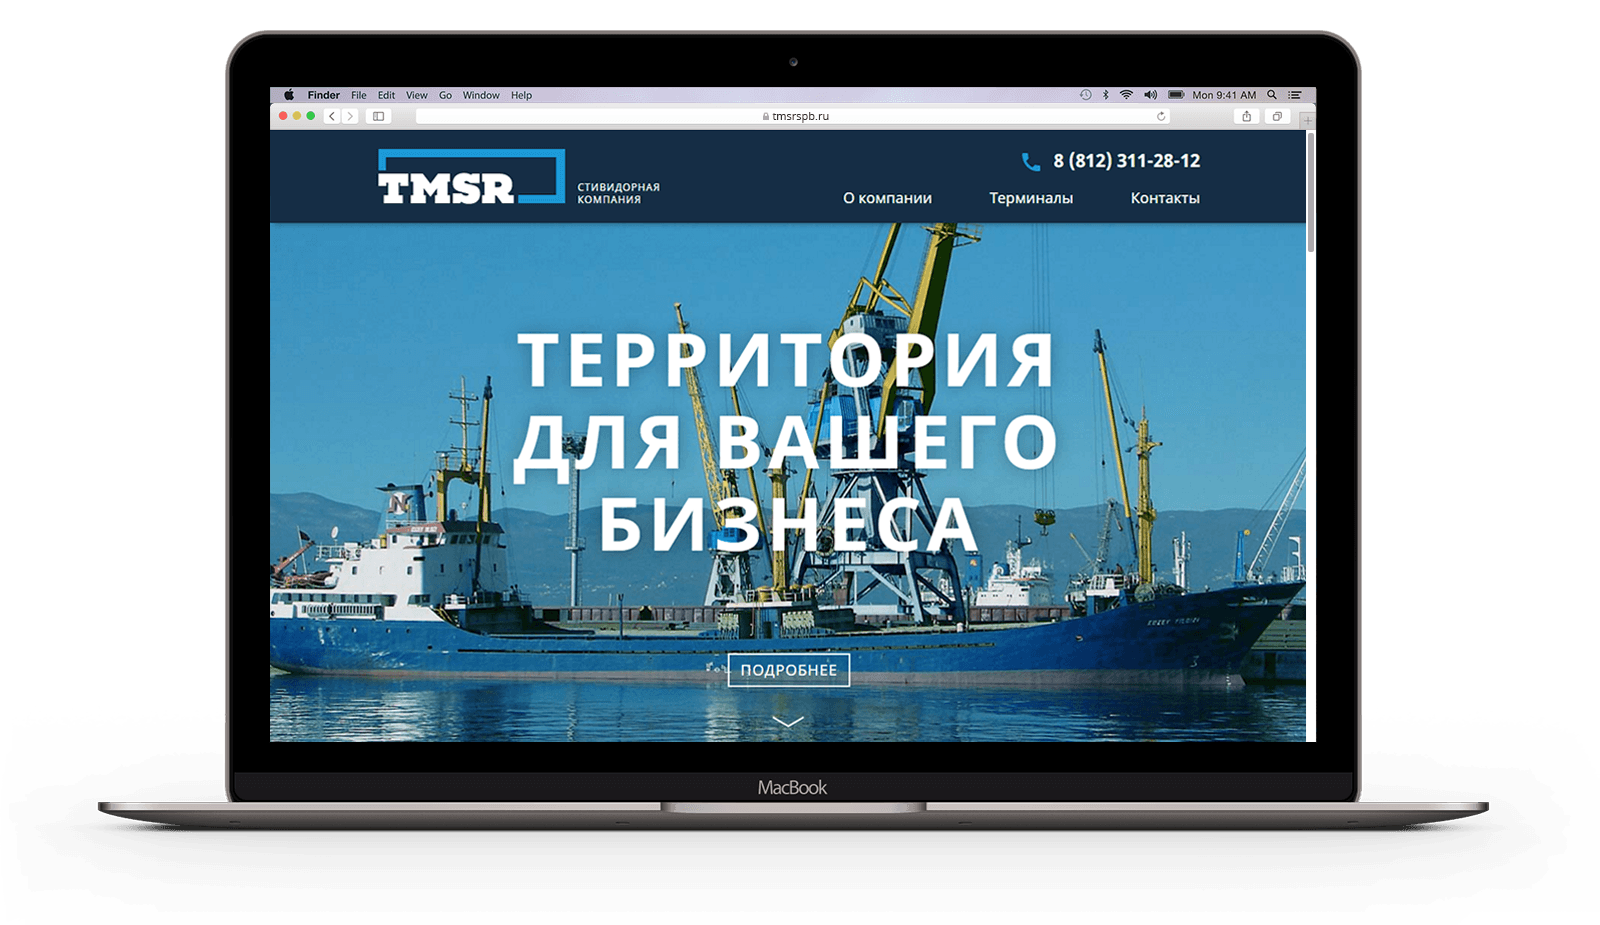 Finder File Edit View Go Window Help Mon 9:41 AM
tmsrspb.ru
8 (812) 311-28-12
TMSR
СТИВИДОРНАЯ
КОМПАНИЯ
О компании Терминалы Контакты
ТЕРРИТОРИЯ
ДЛЯ ВАШЕГО
БИЗНЕСА
ПОДРОБНЕЕ
MacBook